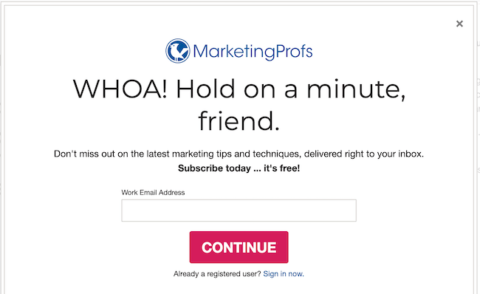 ×
MarketingProfs
WHOA! Hold on a minute,
friend.
Don't miss out on the latest marketing tips and techniques, delivered right to your inbox.
Subscribe today ... it's free!
Work Email Address
CONTINUE
Already a registered user? Sign in now.